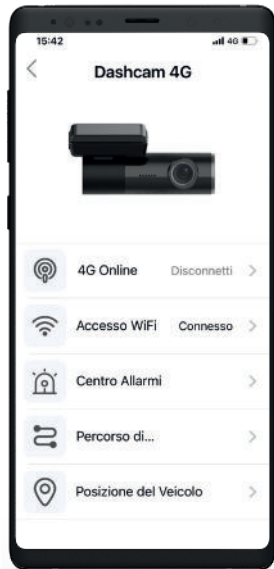 15:42 4G
Dashcam 4G
4G Online Disconnetti
Accesso WiFi Connesso
Centro Allarmi
Percorso di...
Posizione del Veicolo